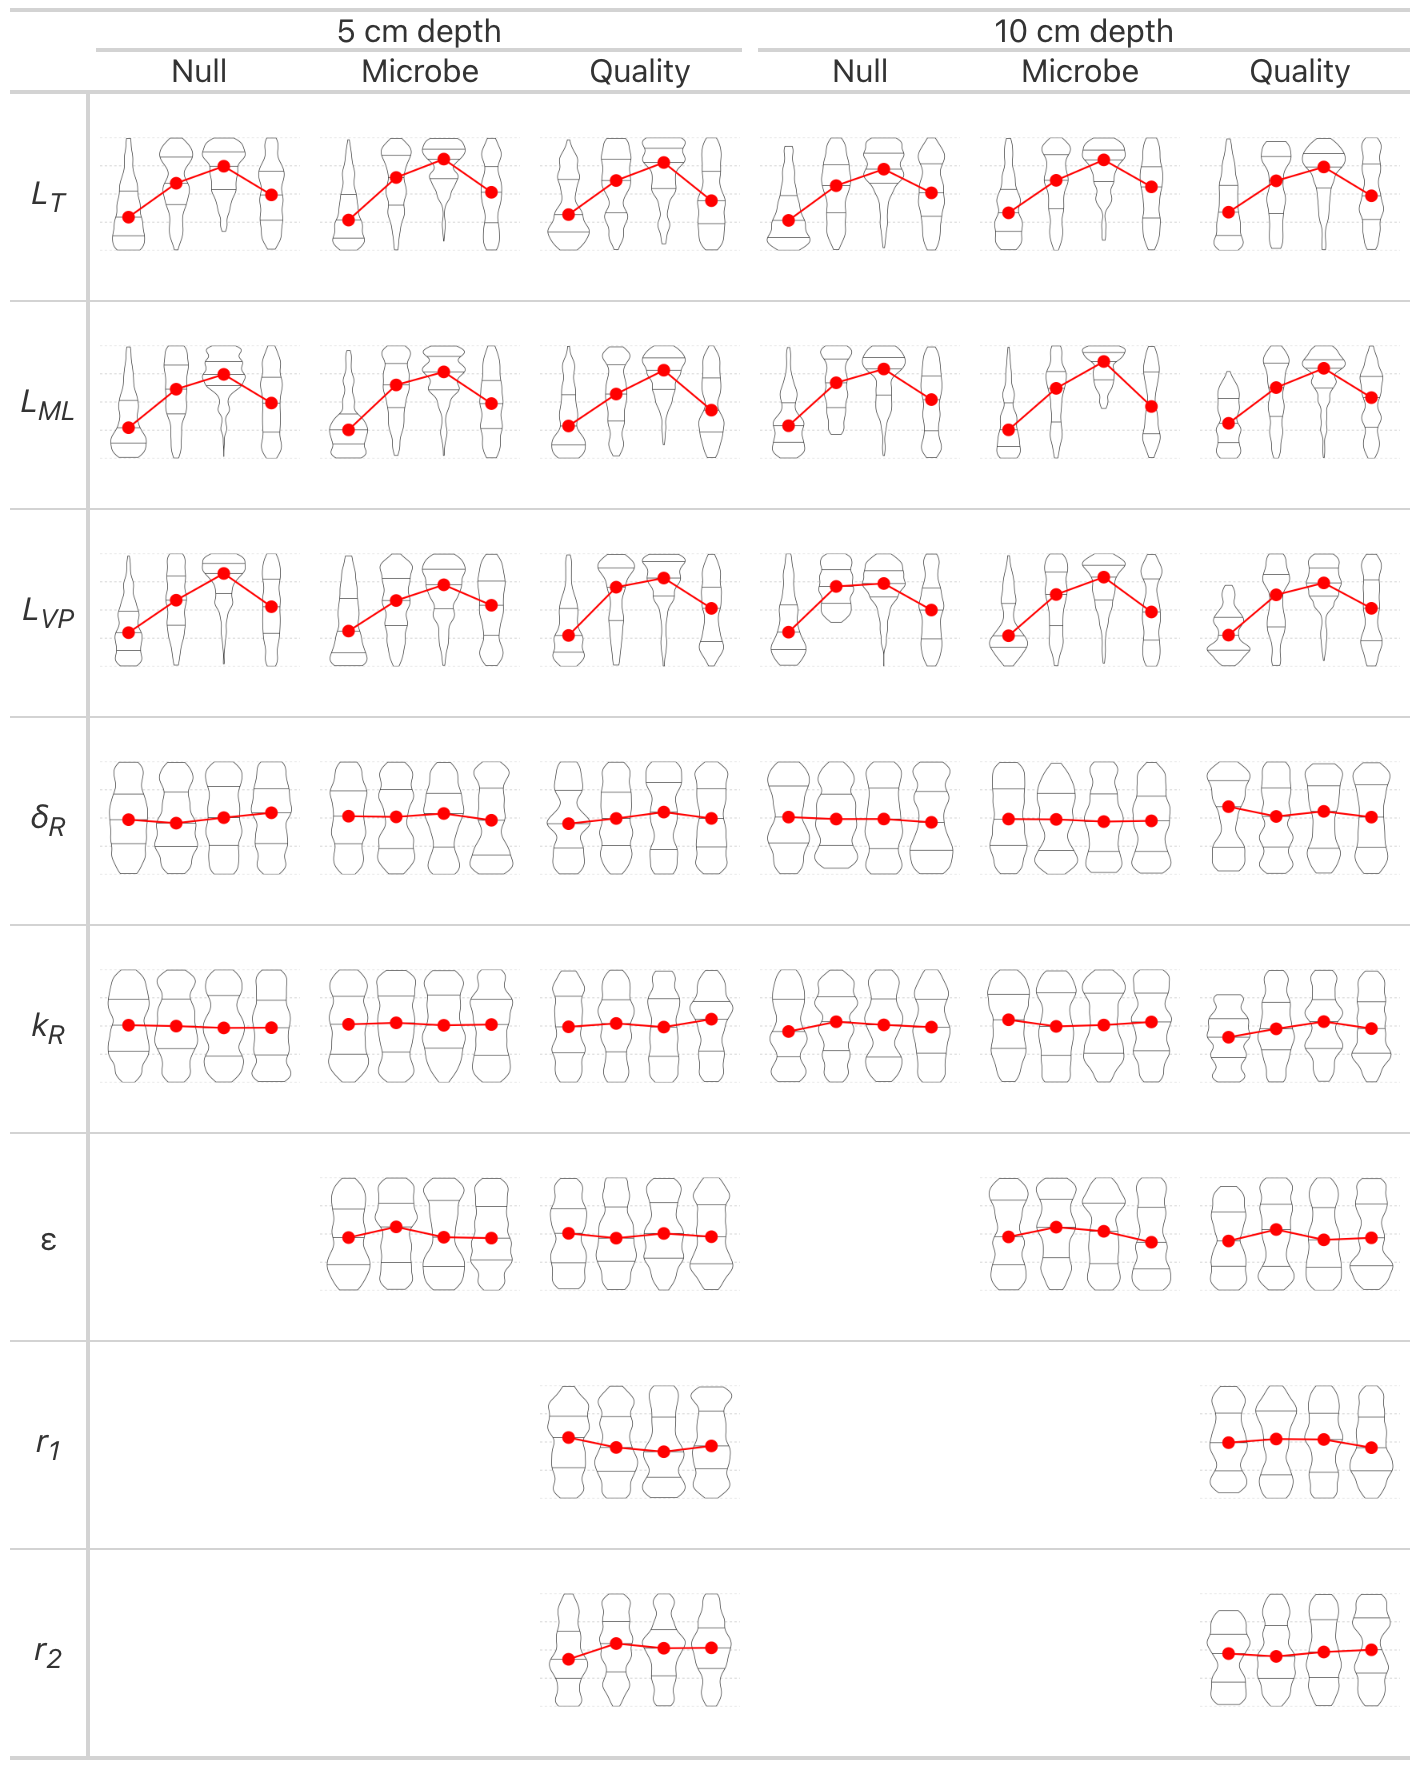 5 cm depth 10 cm depth
Null Microbe Quality Null Microbe Quality
L_T
L_ML
L_VP
δ_R
k_R
ε
r_1
r_2